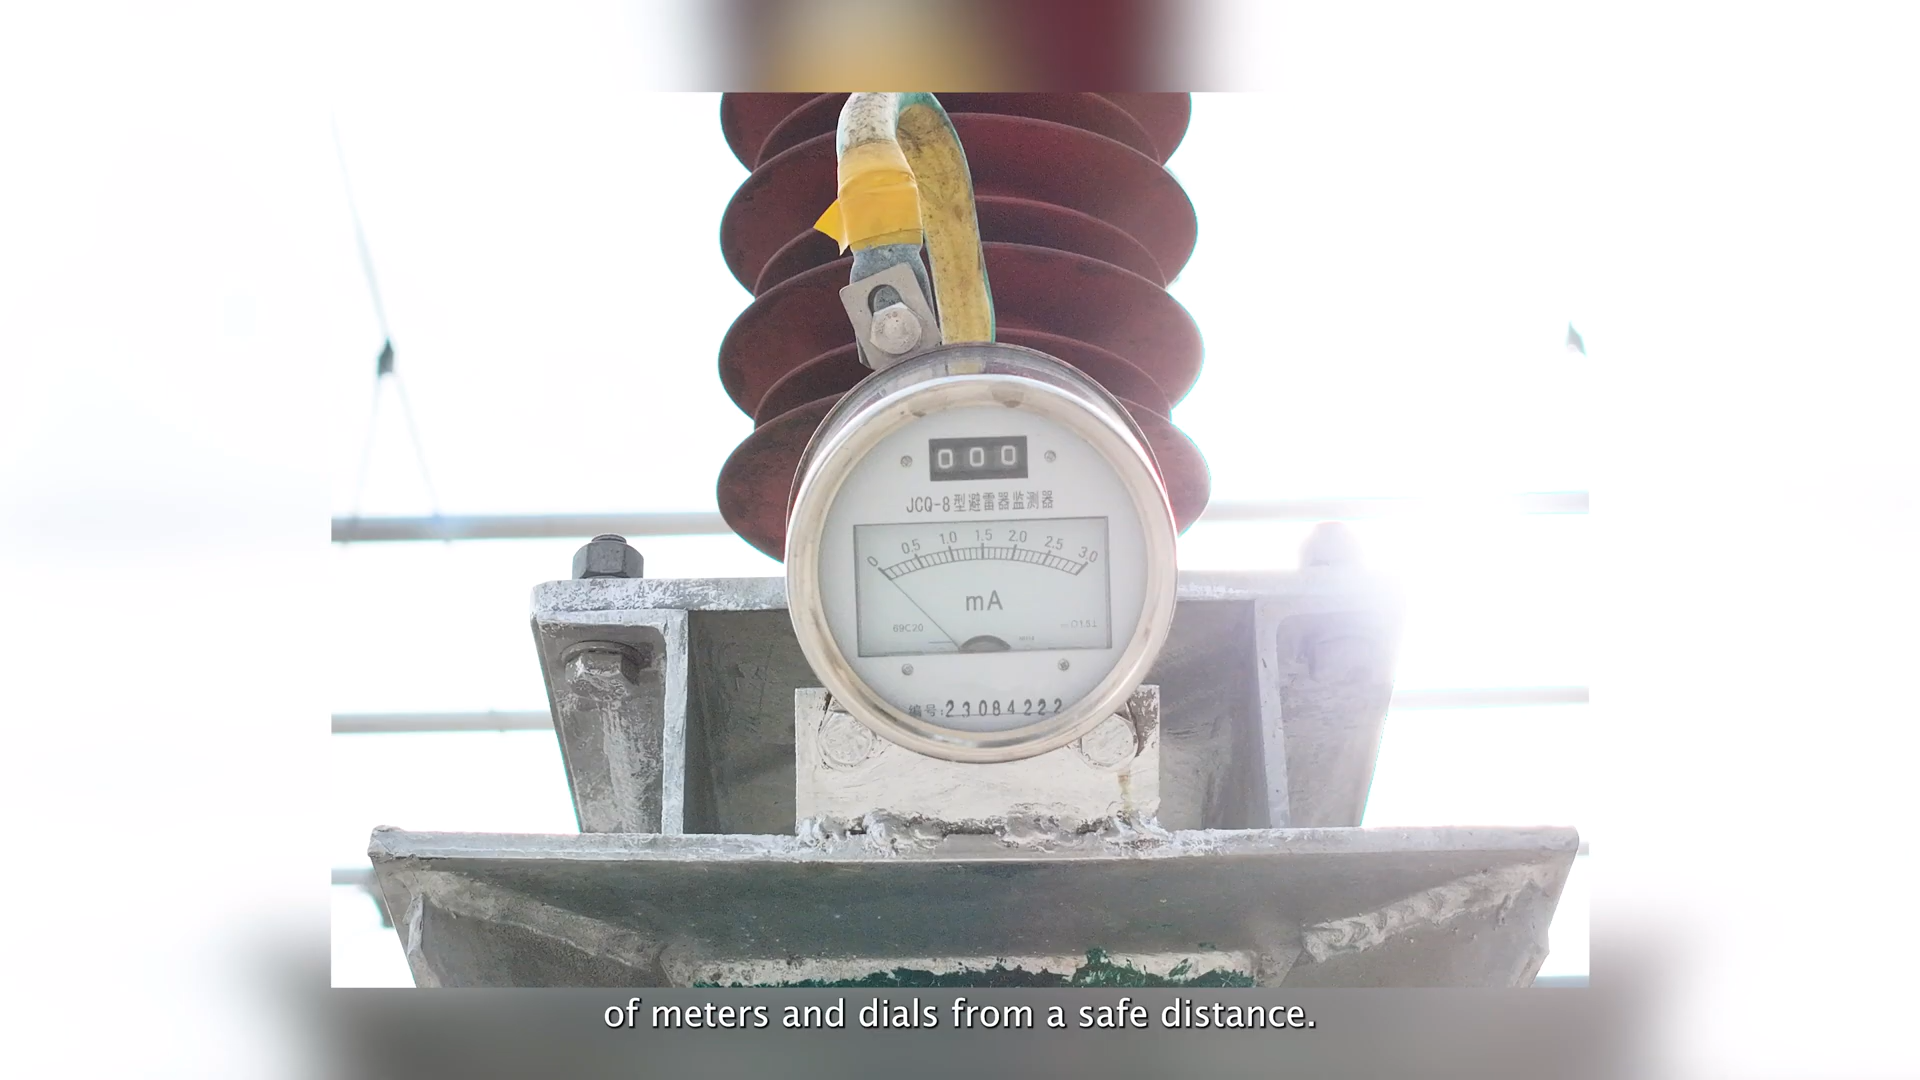 000
JCQ-8型避雷器监测器
0 0.5 1.0 1.5 2.0 2.5 3.0
mA
69C20
编号:23084222
of meters and dials from a safe distance.